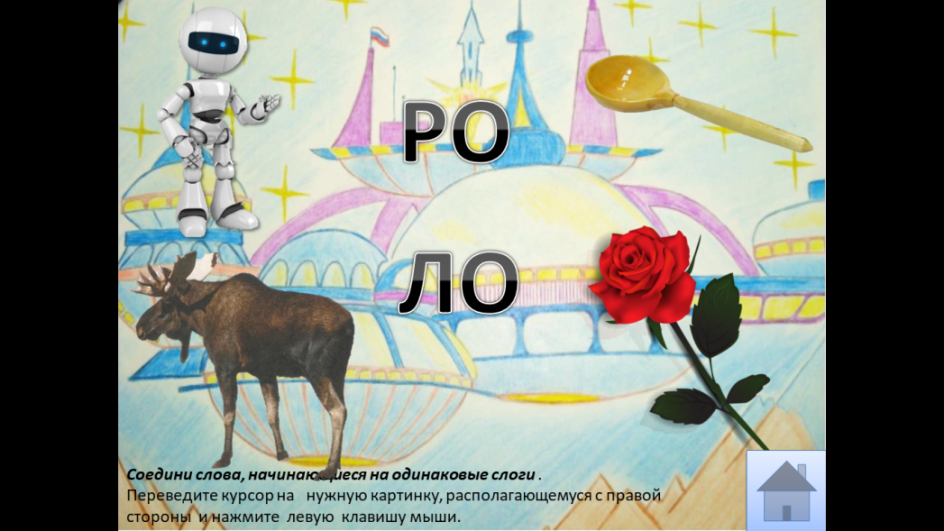 РО
ЛО
Соедини слова, начинающиеся на одинаковые слоги .
Переведите курсор на нужную картинку, располагающемуся с правой
стороны и нажмите левую клавишу мыши.